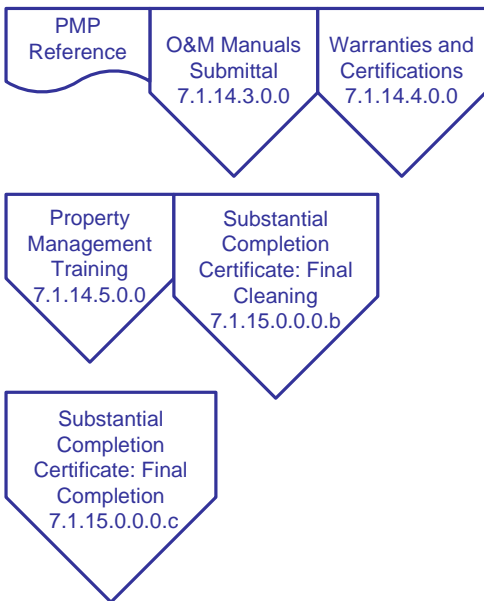 PMP
Reference
O&M Manuals
Submittal
7.1.14.3.0.0
Warranties and
Certifications
7.1.14.4.0.0
Property
Management
Training
7.1.14.5.0.0
Substantial
Completion
Certificate: Final
Cleaning
7.1.15.0.0.0.b
Substantial
Completion
Certificate: Final
Completion
7.1.15.0.0.0.c